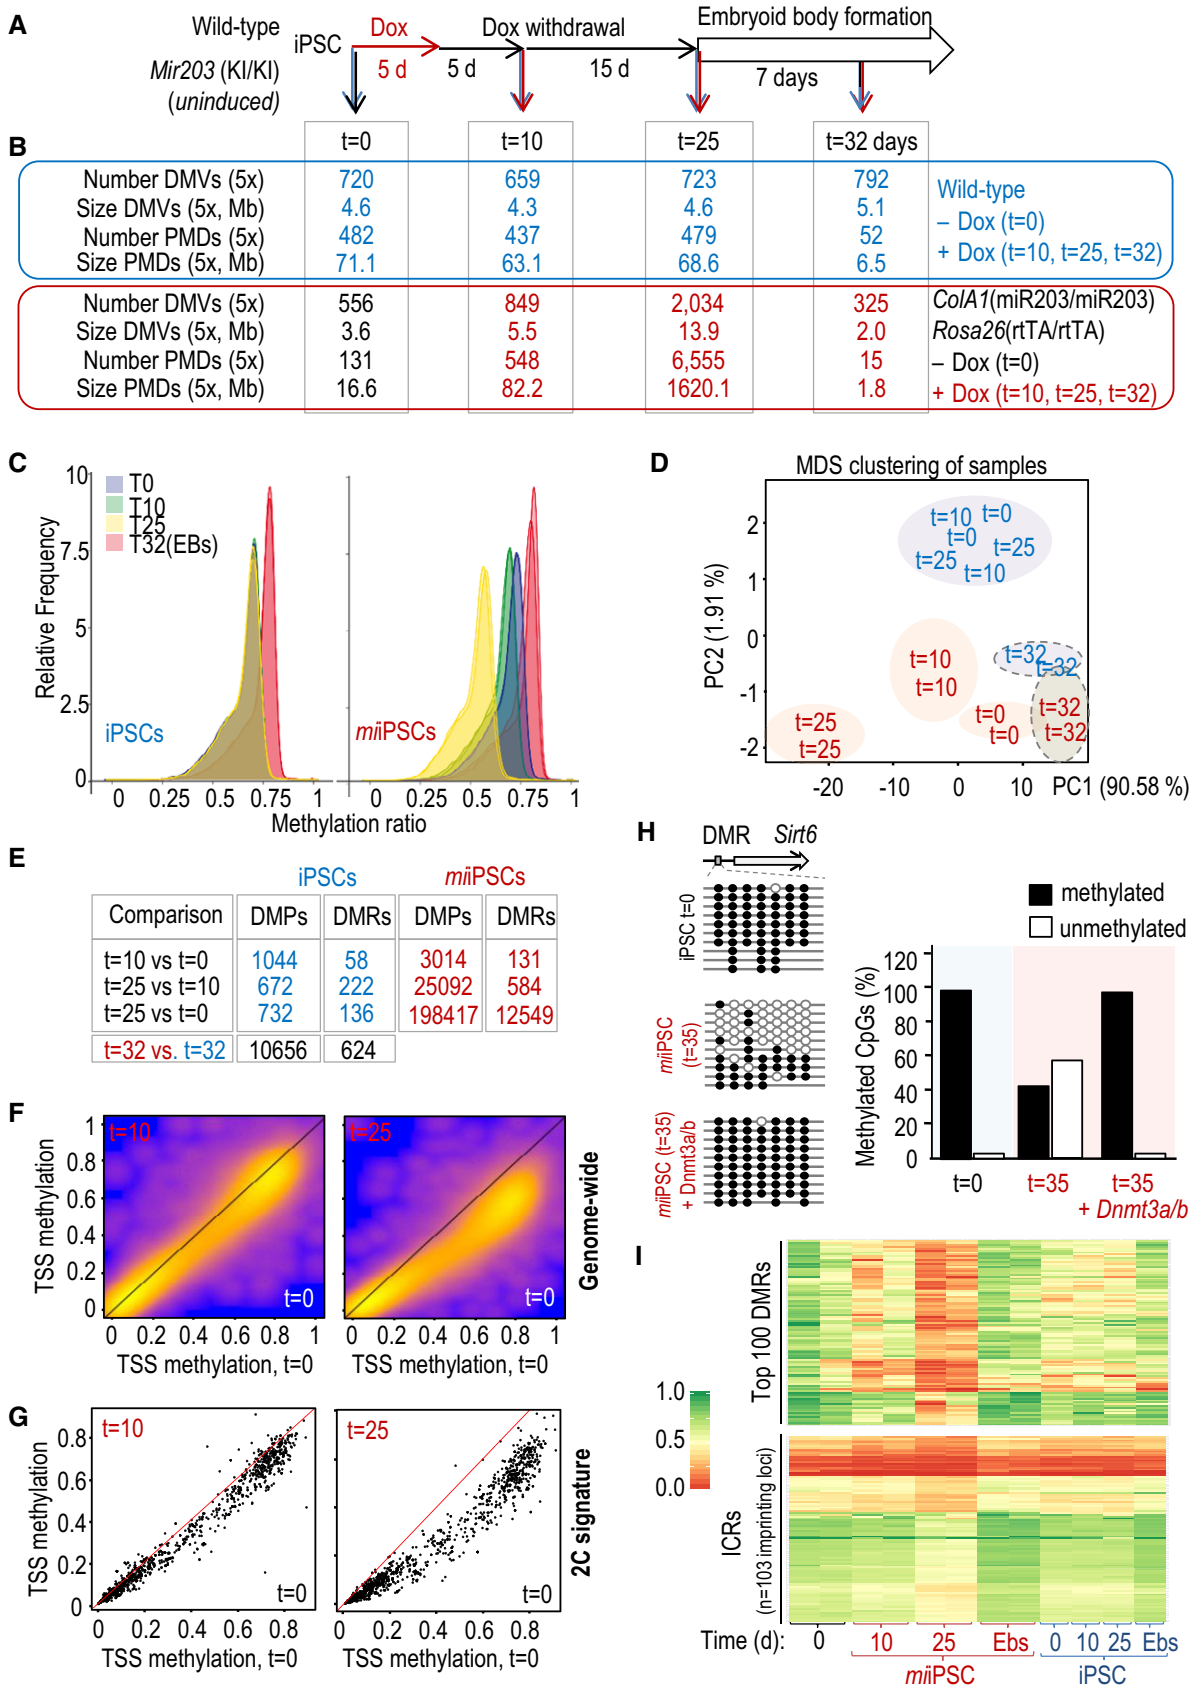 A
Wild-type
Mir203 (KI/KI)
(uninduced)
iPSC
Dox
5 d
5 d
Dox withdrawal
15 d
Embryoid body formation
7 days
B
t=0 t=10 t=25 t=32 days
Number DMVs (5x) 720 659 723 792
Size DMVs (5x, Mb) 4.6 4.3 4.6 5.1
Number PMDs (5x) 482 437 479 52
Size PMDs (5x, Mb) 71.1 63.1 68.6 6.5
Wild-type
– Dox (t=0)
+ Dox (t=10, t=25, t=32)
Number DMVs (5x) 556 849 2,034 325
Size DMVs (5x, Mb) 3.6 5.5 13.9 2.0
Number PMDs (5x) 131 548 6,555 15
Size PMDs (5x, Mb) 16.6 82.2 1620.1 1.8
ColA1(miR203/miR203)
Rosa26(rtTA/rtTA)
– Dox (t=0)
+ Dox (t=10, t=25, t=32)
C
Relative Frequency
10
7.5
5
2.5
0
T0
T10
T25
T32(EBs)
iPSCs
miiPSCs
0 0.25 0.5 0.75 1
0 0.25 0.5 0.75 1
Methylation ratio
D
MDS clustering of samples
PC2 (1.91 %)
2
1
0
-1
-2
t=10 t=0
t=0
t=25 t=25
t=10
t=32
t=32
t=10
t=10
t=0
t=0
t=32
t=32
t=25
t=25
-20 -10 0 10 PC1 (90.58 %)
E
iPSCs miiPSCs
Comparison DMPs DMRs DMPs DMRs
t=10 vs t=0 1044 58 3014 131
t=25 vs t=10 672 222 25092 584
t=25 vs t=0 732 136 198417 12549
t=32 vs. t=32 10656 624
F
TSS methylation
1
0.8
0.6
0.4
0.2
0
t=10
t=0
t=25
t=0
0 0.2 0.4 0.6 0.8 1
0 0.2 0.4 0.6 0.8 1
TSS methylation, t=0
TSS methylation, t=0
Genome-wide
G
TSS methylation
0.8
0.6
0.4
0.2
0
t=10
t=0
t=25
t=0
0 0.2 0.4 0.6 0.8
0 0.2 0.4 0.6 0.8
TSS methylation, t=0
TSS methylation, t=0
2C signature
H
DMR Sirt6
iPSC t=0
miiPSC
(t=35)
miiPSC (t=35)
+ Dnmt3a/b
methylated
unmethylated
Methylated CpGs (%)
120
100
80
60
40
20
0
t=0 t=35 t=35
+ Dnmt3a/b
I
1.0
0.5
0.0
Top 100 DMRs
ICRs
(n=103 imprinting loci)
Time (d): 0 10 25 Ebs 0 10 25 Ebs
miiPSC iPSC